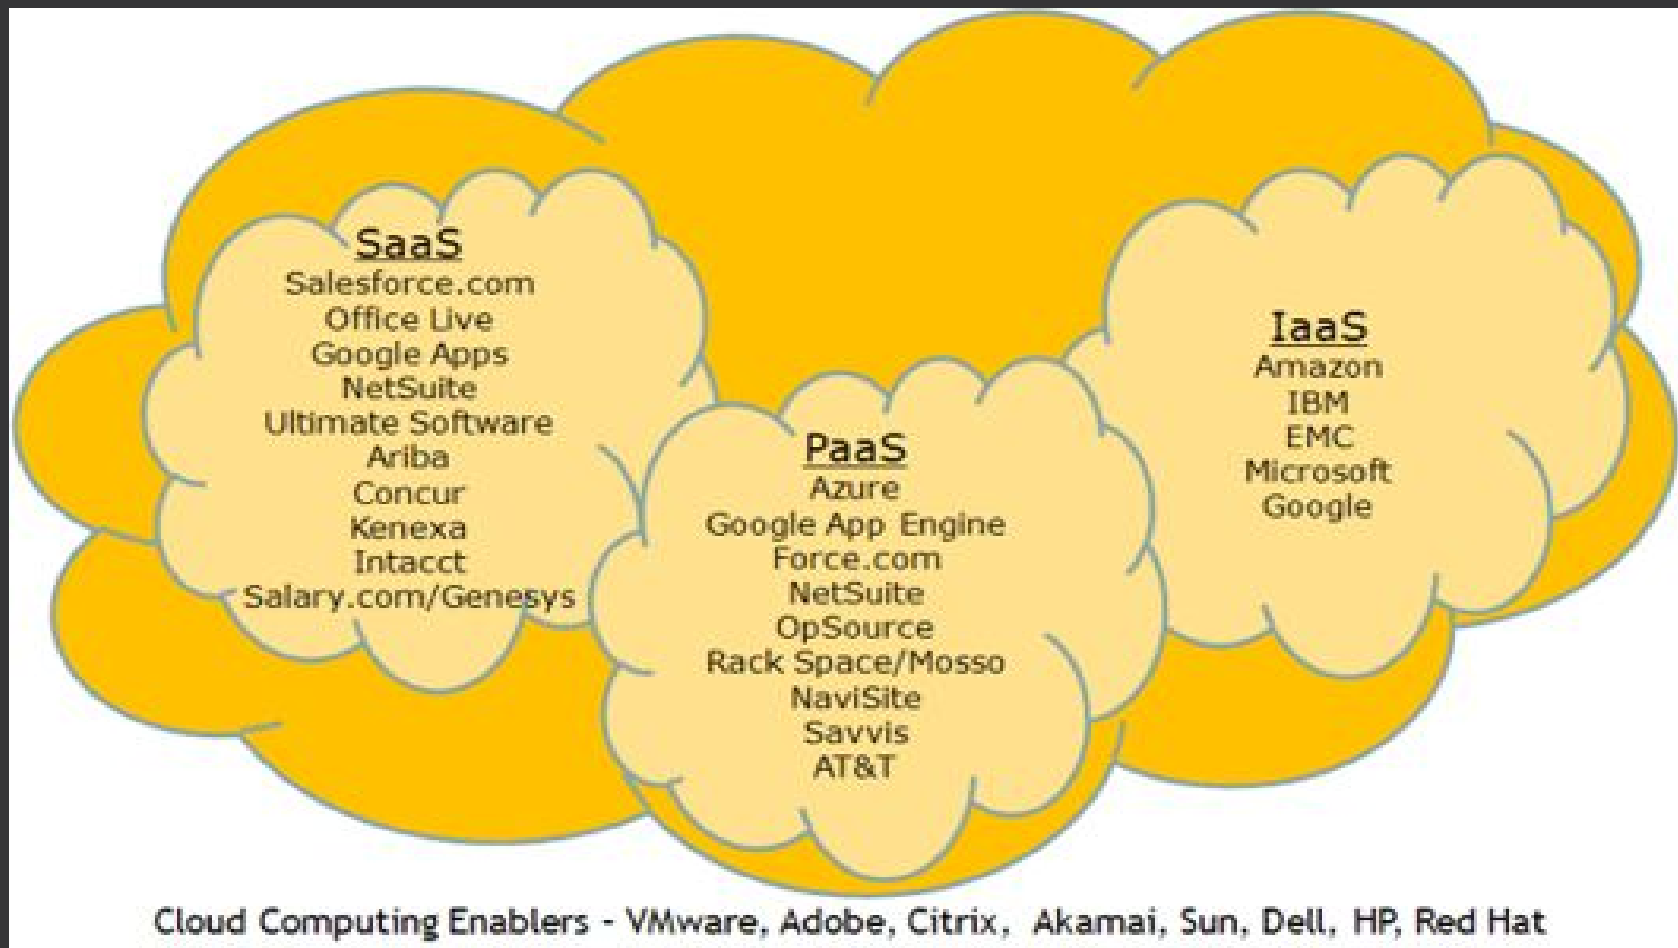 SaaS
Salesforce.com
Office Live
Google Apps
NetSuite
Ultimate Software
Ariba
Concur
Kenexa
Intacct
Salary.com/Genesys
PaaS
Azure
Google App Engine
Force.com
NetSuite
OpSource
Rack Space/Mosso
NaviSite
Savvis
AT&T
IaaS
Amazon
IBM
EMC
Microsoft
Google
Cloud Computing Enablers - VMware, Adobe, Citrix, Akamai, Sun, Dell, HP, Red Hat